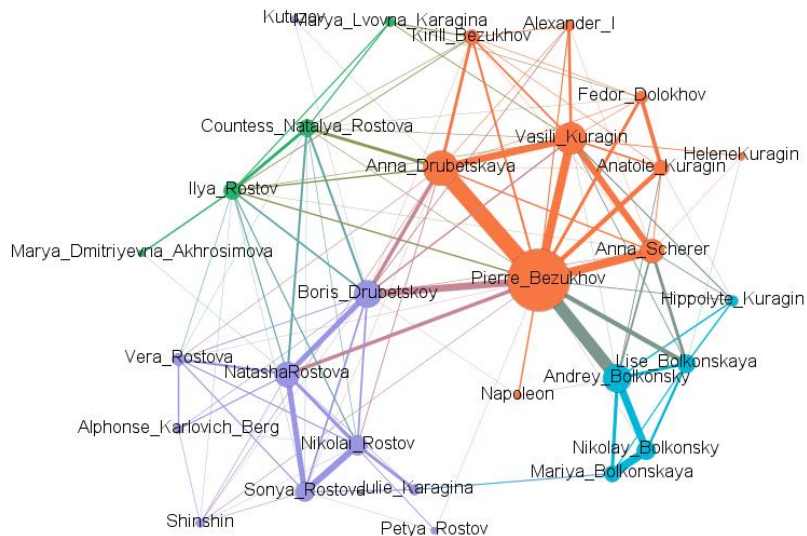 Kutuzov
Marya_Lvovna_Karagina
Alexander_I
Kirill_Bezukhov
Fedor_Dolokhov
Countess_Natalya_Rostova
Vasili_Kuragin
HeleneKuragin
Anna_Drubetskaya
Anatole_Kuragin
Ilya_Rostov
Marya_Dmitriyevna_Akhrosimova
Anna_Scherer
Pierre_Bezukhov
Boris_Drubetskoy
Hippolyte_Kuragin
Vera_Rostova
Lise_Bolkonskaya
NatashaRostova
Andrey_Bolkonsky
Napoleon
Alphonse_Karlovich_Berg
Nikolai_Rostov
Nikolay_Bolkonsky
Mariya_Bolkonskaya
Sonya_Rostova
Julie_Karagina
Shinshin
Petya_Rostov